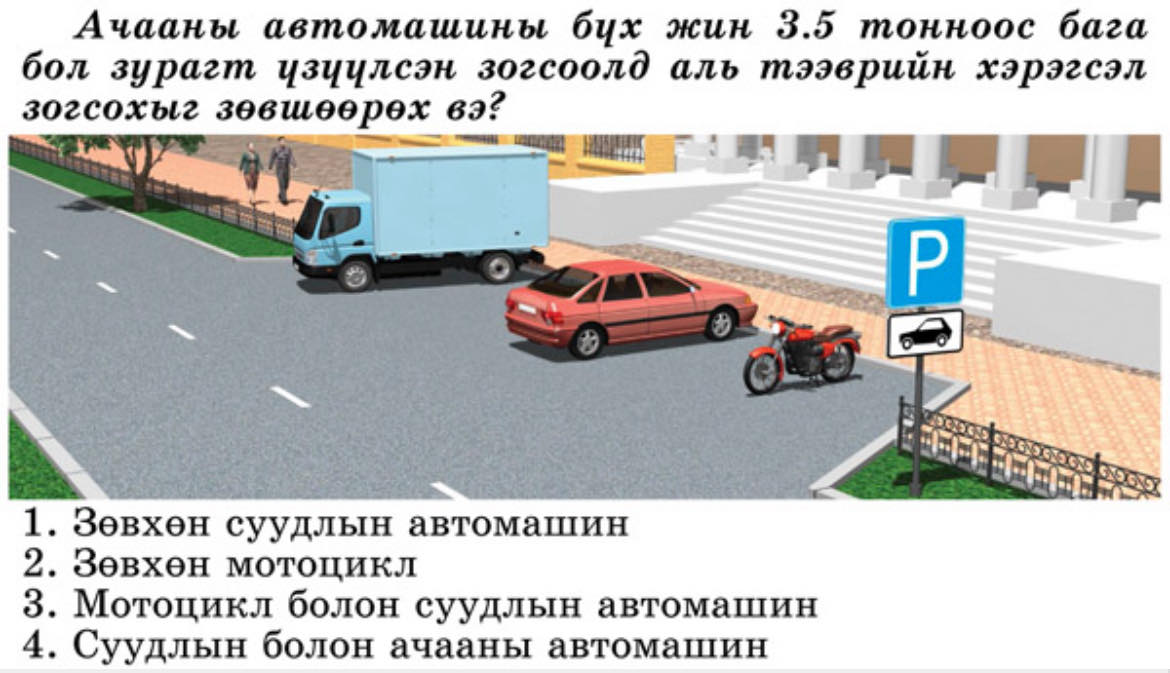 Ачааны автомашины бүх жин 3.5 тонноос бага
бол зурагт үзүүлсэн зогсоолд аль тээврийн хэрэгсэл
зогсохыг зөвшөөрөх вэ?
P
1. Зөвхөн суудлын автомашин
2. Зөвхөн мотоцикл
3. Мотоцикл болон суудлын автомашин
4. Суудлын болон ачааны автомашин